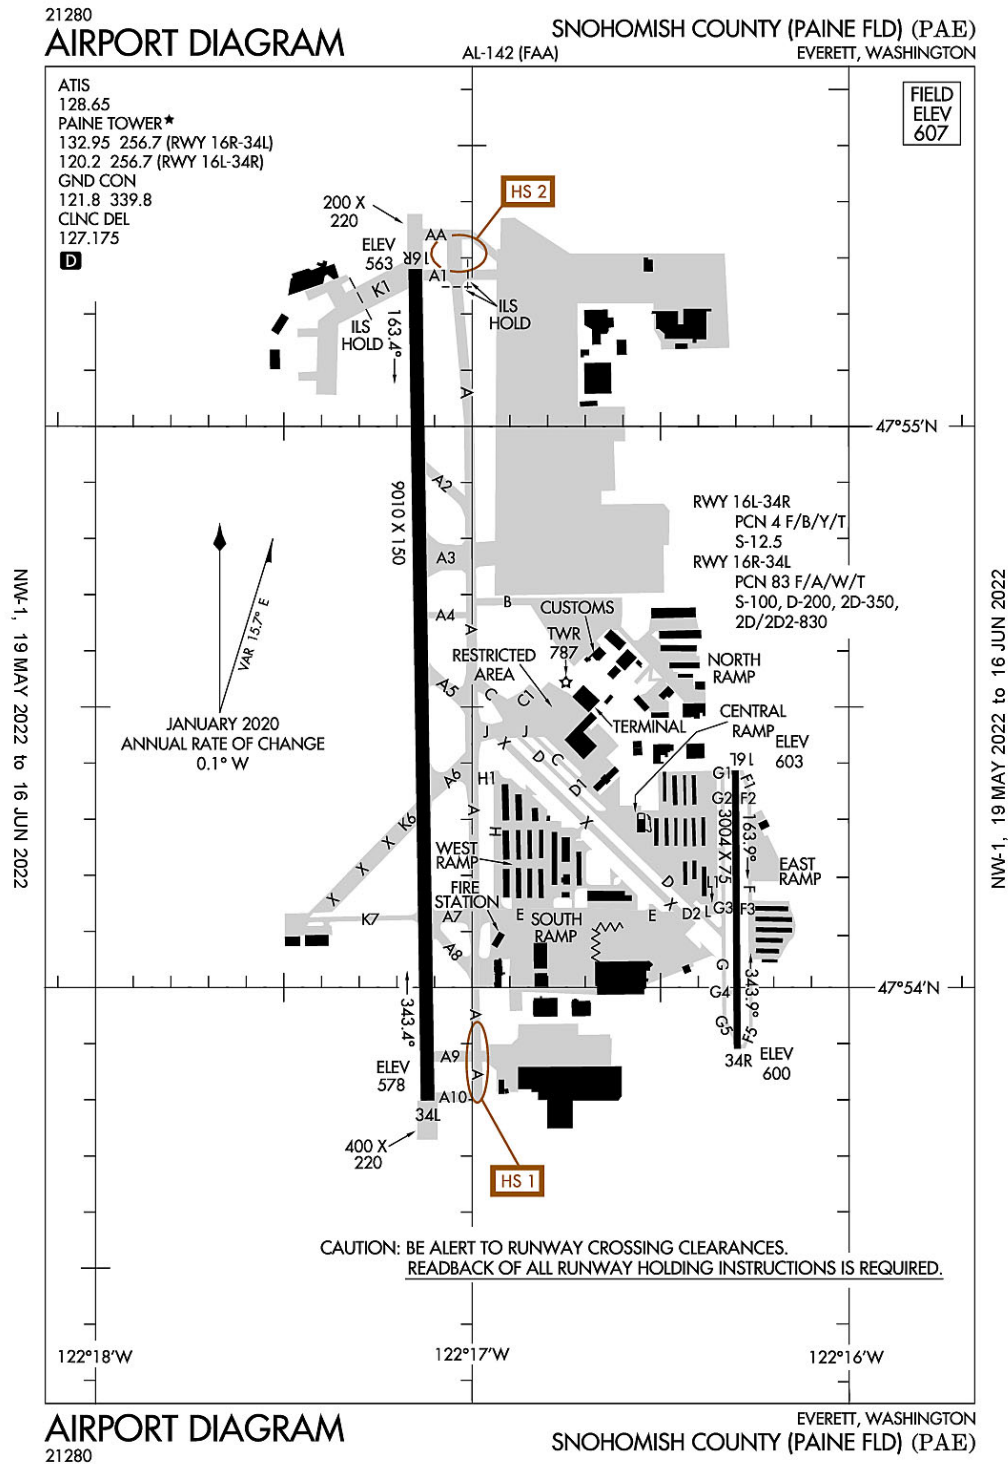 21280
AIRPORT DIAGRAM
AL-142 (FAA)
SNOHOMISH COUNTY (PAINE FLD) (PAE)
EVERETT, WASHINGTON
ATIS
128.65
PAINE TOWER★
132.95 256.7 (RWY 16R-34L)
120.2 256.7 (RWY 16L-34R)
GND CON
121.8 339.8
CLNC DEL
127.175
D
FIELD
ELEV
607
HS 2
200 X
220
AA
ELEV
563
16R
A1
K1
ILS
HOLD
ILS
HOLD
163.4°
A
47°55'N
A2
9010 X 150
RWY 16L-34R
PCN 4 F/B/Y/T
S-12.5
RWY 16R-34L
PCN 83 F/A/W/T
S-100, D-200, 2D-350,
2D/2D2-830
A3
VAR 15.7° E
JANUARY 2020
ANNUAL RATE OF CHANGE
0.1° W
B
A4
A
CUSTOMS
TWR
787
RESTRICTED
AREA
NORTH
RAMP
A5
C
C1
TERMINAL
CENTRAL
RAMP
J
J
X
D
C
D1
ELEV
603
16L
A6
H1
G1
F1
G2
F2
A
H
K6
X
X
X
X
3004 X 75
163.9°
WEST
RAMP
EAST
RAMP
FIRE
STATION
D
X
L1
F
K7
A7
E
SOUTH
RAMP
E
D2
L
G3
F3
A8
G
G4
343.9°
47°54'N
343.4°
A
G5
F5
34R
ELEV
600
A9
A
ELEV
578
A10
34L
400 X
220
HS 1
CAUTION: BE ALERT TO RUNWAY CROSSING CLEARANCES.
READBACK OF ALL RUNWAY HOLDING INSTRUCTIONS IS REQUIRED.
122°18'W
122°17'W
122°16'W
NW-1, 19 MAY 2022 to 16 JUN 2022
NW-1, 19 MAY 2022 to 16 JUN 2022
AIRPORT DIAGRAM
21280
EVERETT, WASHINGTON
SNOHOMISH COUNTY (PAINE FLD) (PAE)